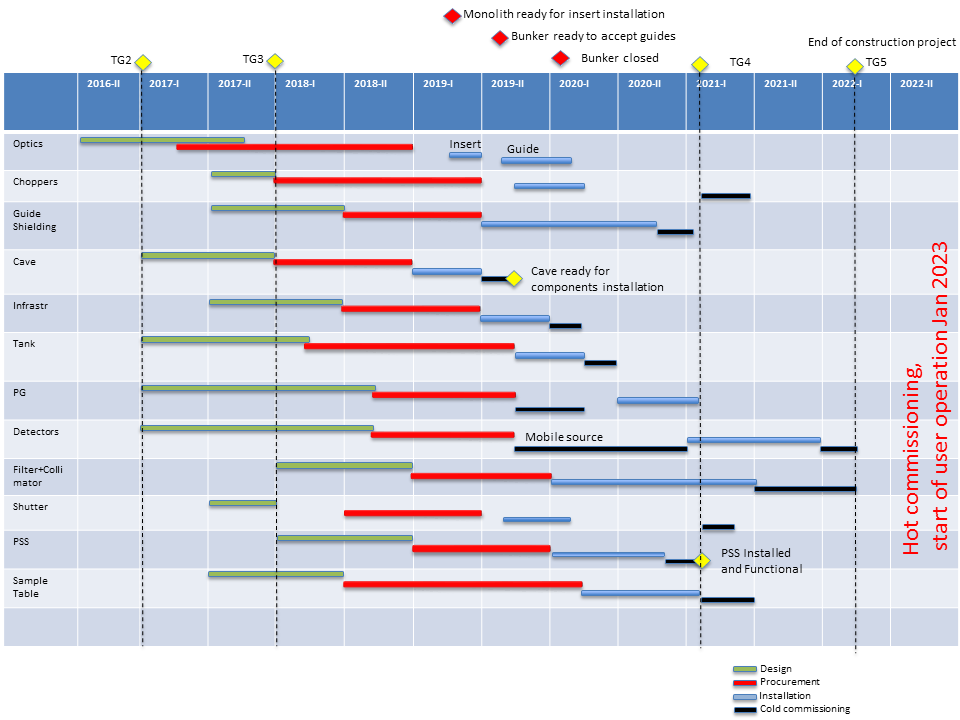 Monolith ready for insert installation
Bunker ready to accept guides
Bunker closed
End of construction project
TG2
TG3
TG4
TG5
2016-II
2017-I
2017-II
2018-I
2018-II
2019-I
2019-II
2020-I
2020-II
2021-I
2021-II
2022-I
2022-II
Optics
Insert
Guide
Choppers
Guide
Shielding
Cave
Cave ready for
components installation
Infrastr
Tank
PG
Detectors
Mobile source
Filter+Colli
mator
Shutter
PSS
PSS Installed
and Functional
Sample
Table
Hot commissioning,
start of user operation Jan 2023
Design
Procurement
Installation
Cold commissioning